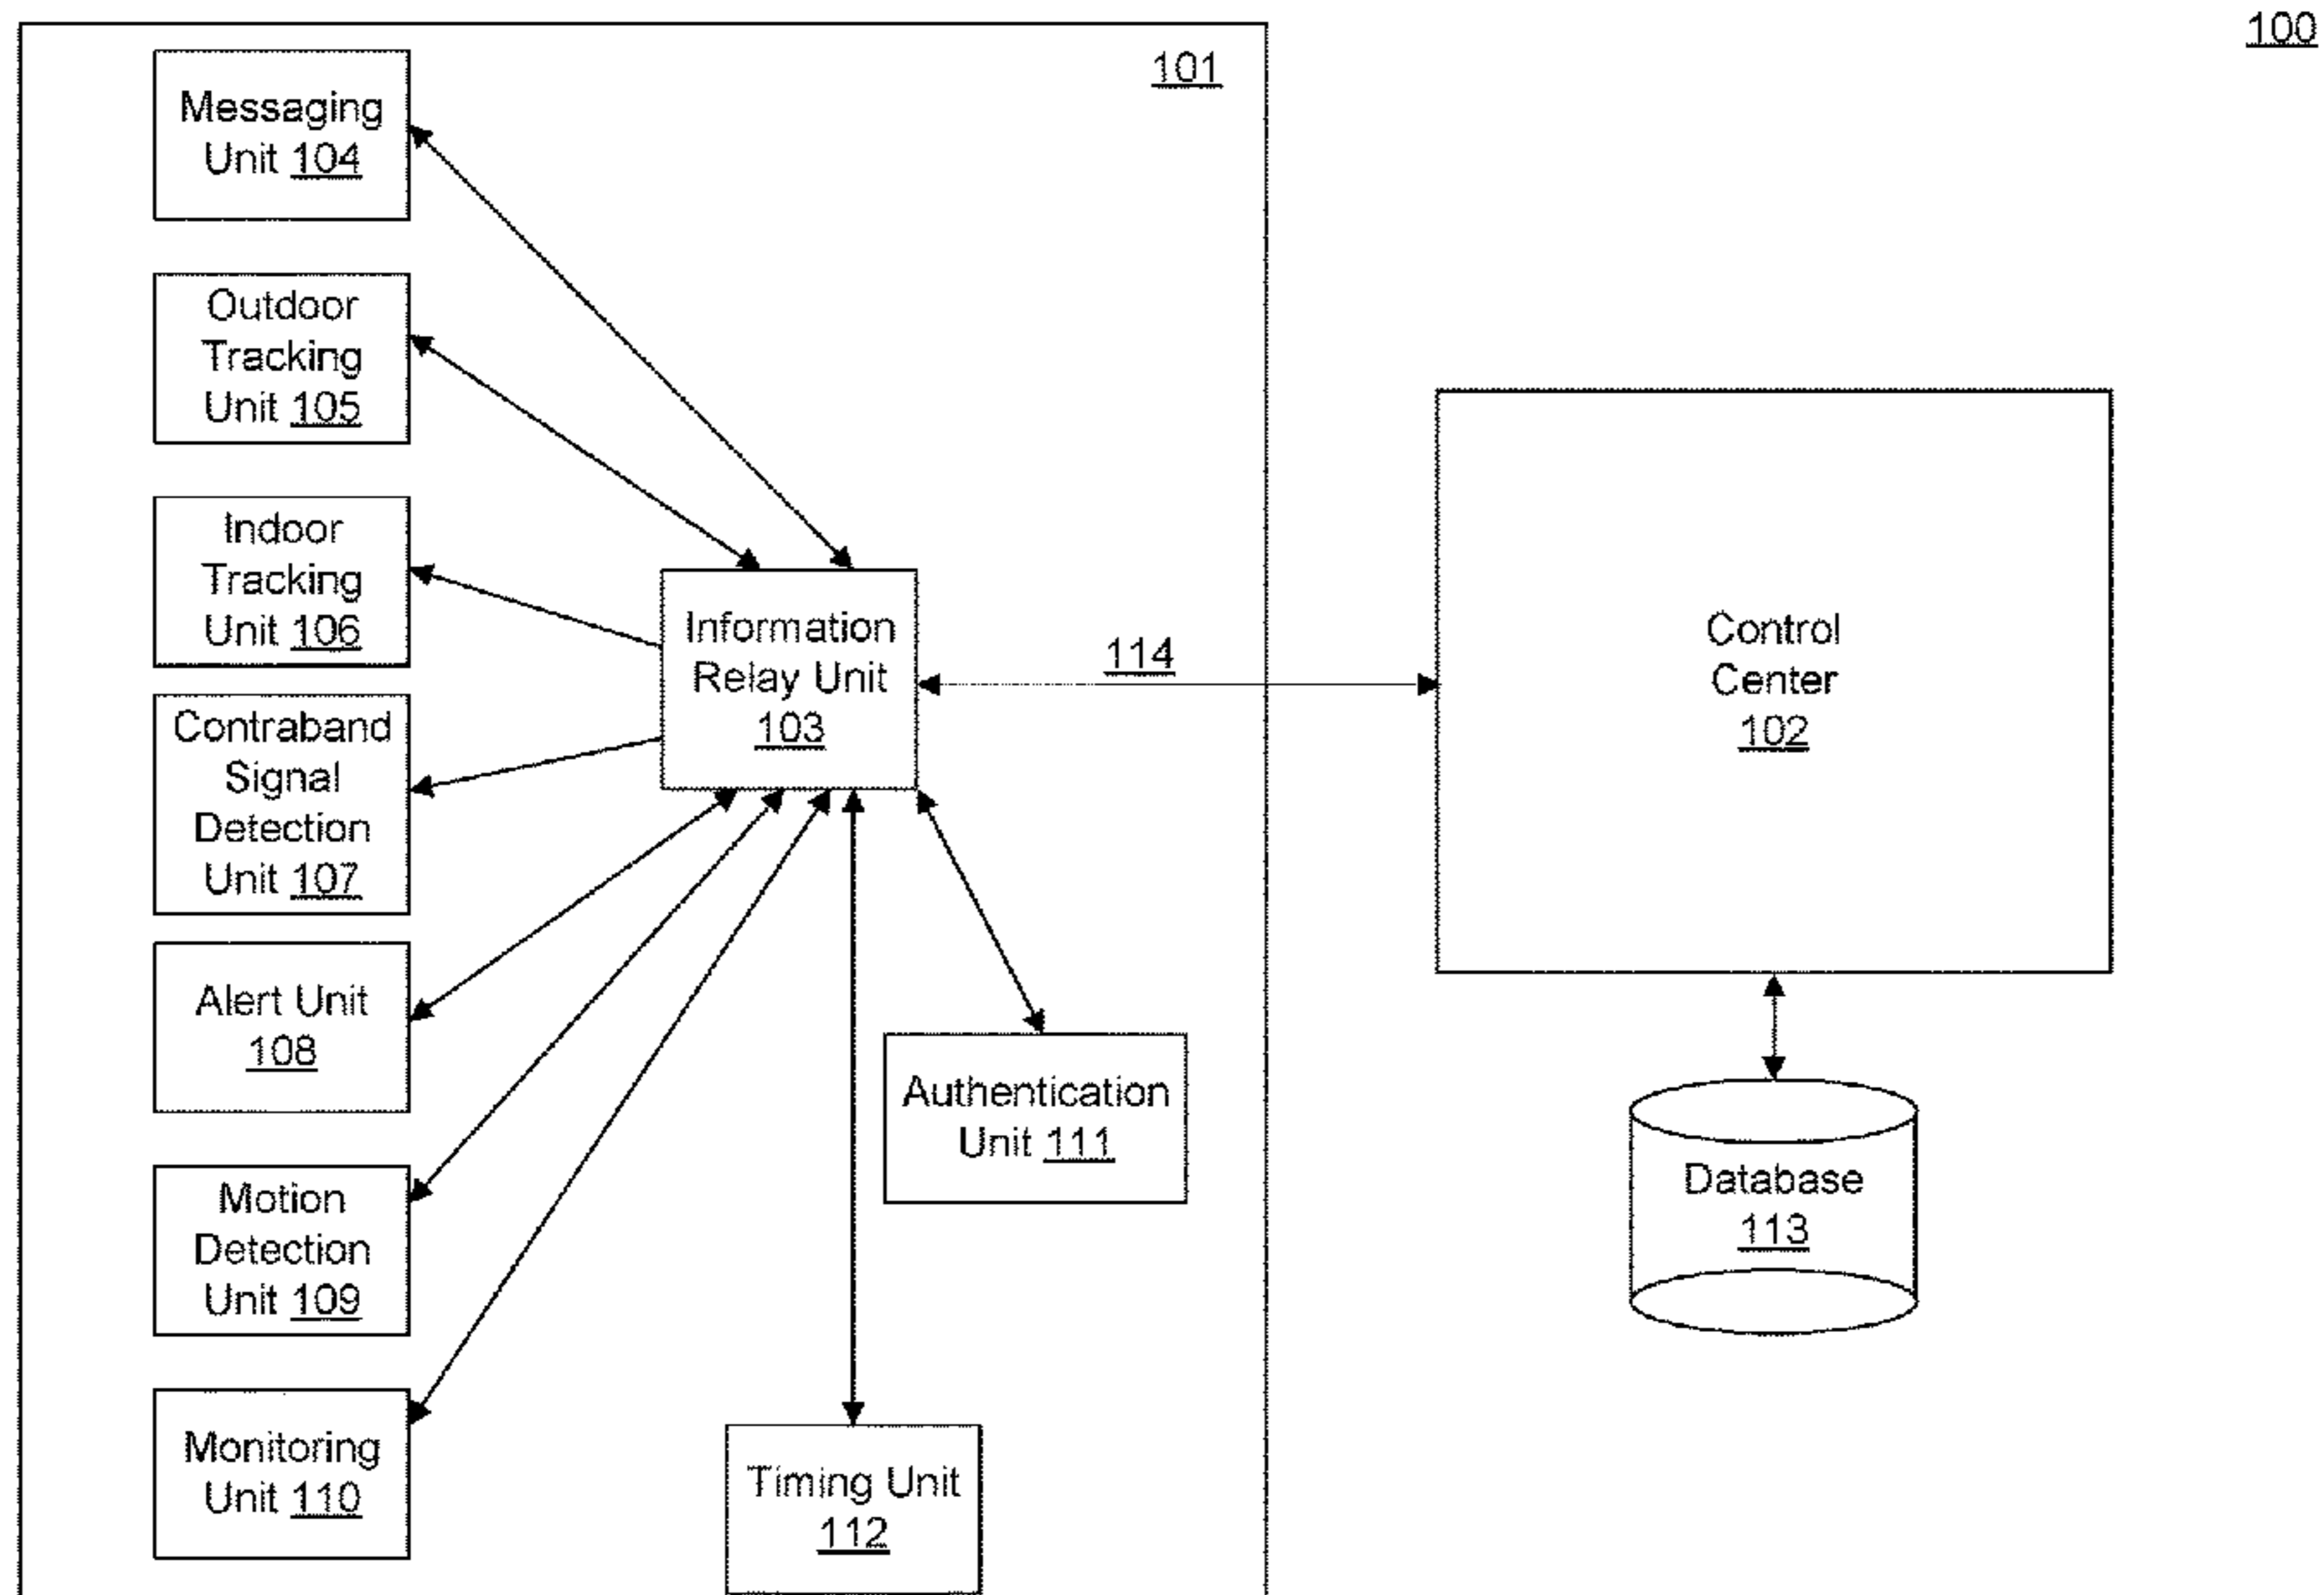 100
101
Messaging
Unit 104
Outdoor
Tracking
Unit 105
Indoor
Tracking
Unit 106
Contraband
Signal
Detection
Unit 107
Alert Unit
108
Motion
Detection
Unit 109
Monitoring
Unit 110
Information
Relay Unit
103
114
Authentication
Unit 111
Timing Unit
112
Control
Center
102
Database
113